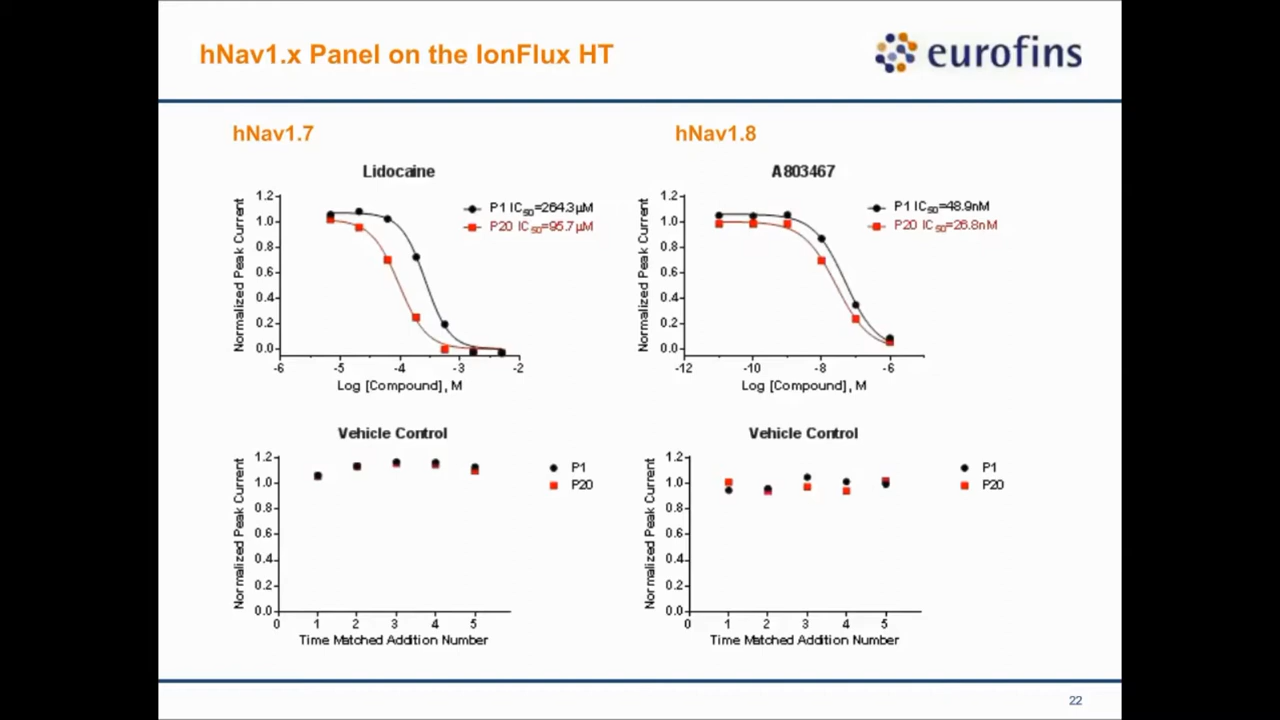 hNav1.x Panel on the IonFlux HT
eurofins
hNav1.7
hNav1.8
Lidocaine
1.2
1.0
0.8
0.6
0.4
0.2
0.0
Normalized Peak Current
-6
-5
-4
-3
-2
Log [Compound], M
P1 IC50=264.3µM
P20 IC50=95.7µM
A803467
1.2
1.0
0.8
0.6
0.4
0.2
0.0
Normalized Peak Current
-12
-10
-8
-6
Log [Compound], M
P1 IC50=48.9nM
P20 IC50=26.8nM
Vehicle Control
1.2
1.0
0.8
0.6
0.4
0.2
0.0
Normalized Peak Current
0
1
2
3
4
5
Time Matched Addition Number
P1
P20
Vehicle Control
1.2
1.0
0.8
0.6
0.4
0.2
0.0
Normalized Peak Current
0
1
2
3
4
5
Time Matched Addition Number
P1
P20
22